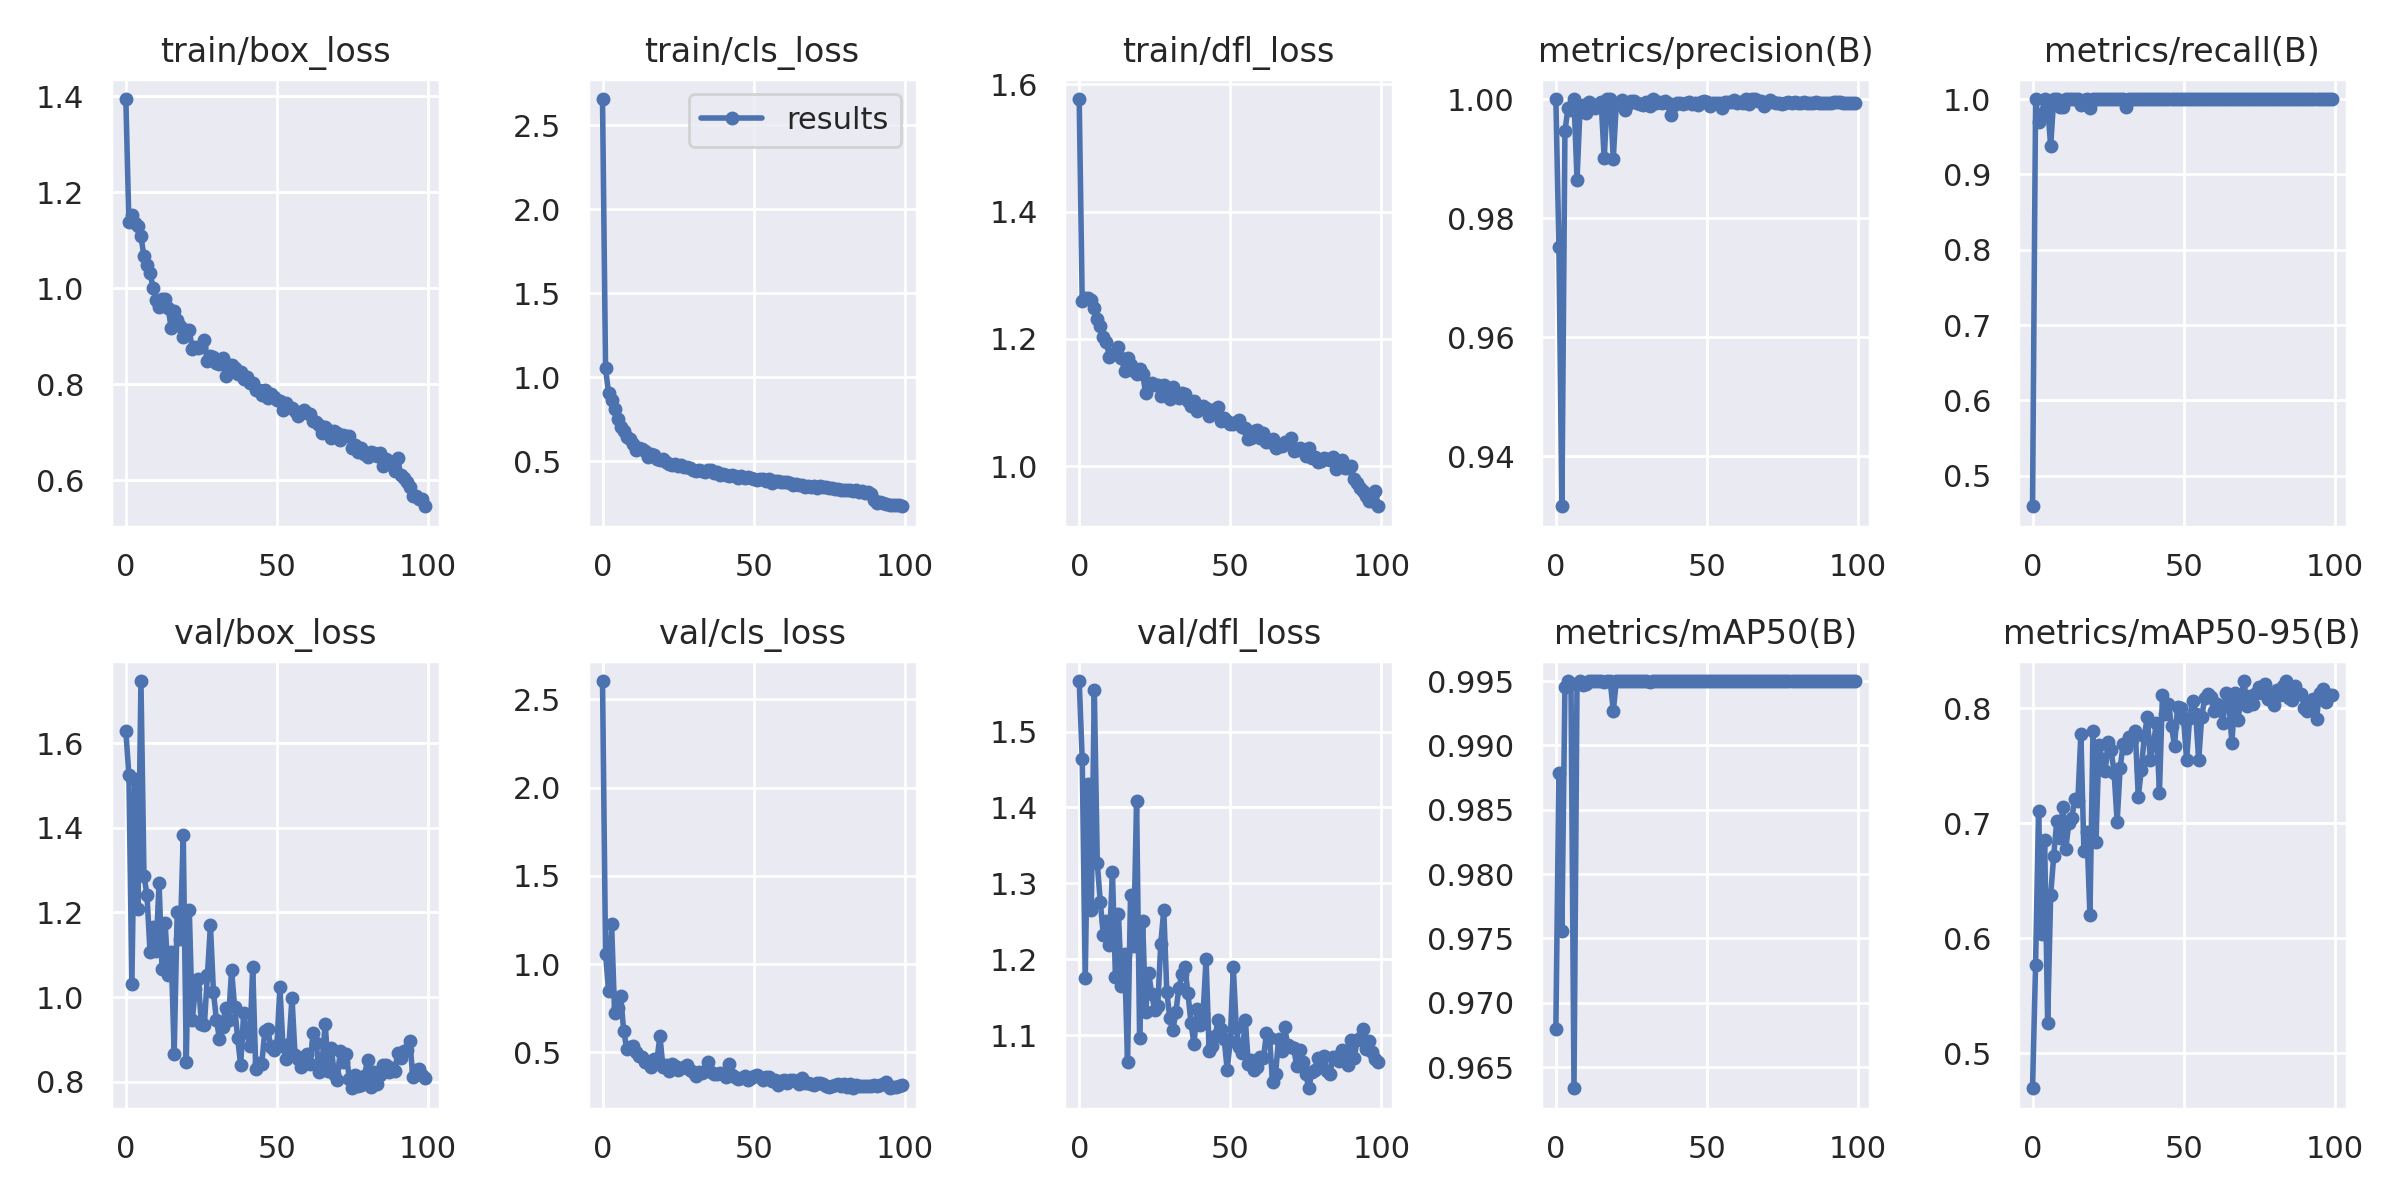 train/box_loss
1.4
1.2
1.0
0.8
0.6
0 50 100
train/cls_loss
results
2.5
2.0
1.5
1.0
0.5
0 50 100
train/dfl_loss
1.6
1.4
1.2
1.0
0 50 100
metrics/precision(B)
1.00
0.98
0.96
0.94
0 50 100
metrics/recall(B)
1.0
0.9
0.8
0.7
0.6
0.5
0 50 100
val/box_loss
1.6
1.4
1.2
1.0
0.8
0 50 100
val/cls_loss
2.5
2.0
1.5
1.0
0.5
0 50 100
val/dfl_loss
1.5
1.4
1.3
1.2
1.1
0 50 100
metrics/mAP50(B)
0.995
0.990
0.985
0.980
0.975
0.970
0.965
0 50 100
metrics/mAP50-95(B)
0.8
0.7
0.6
0.5
0 50 100